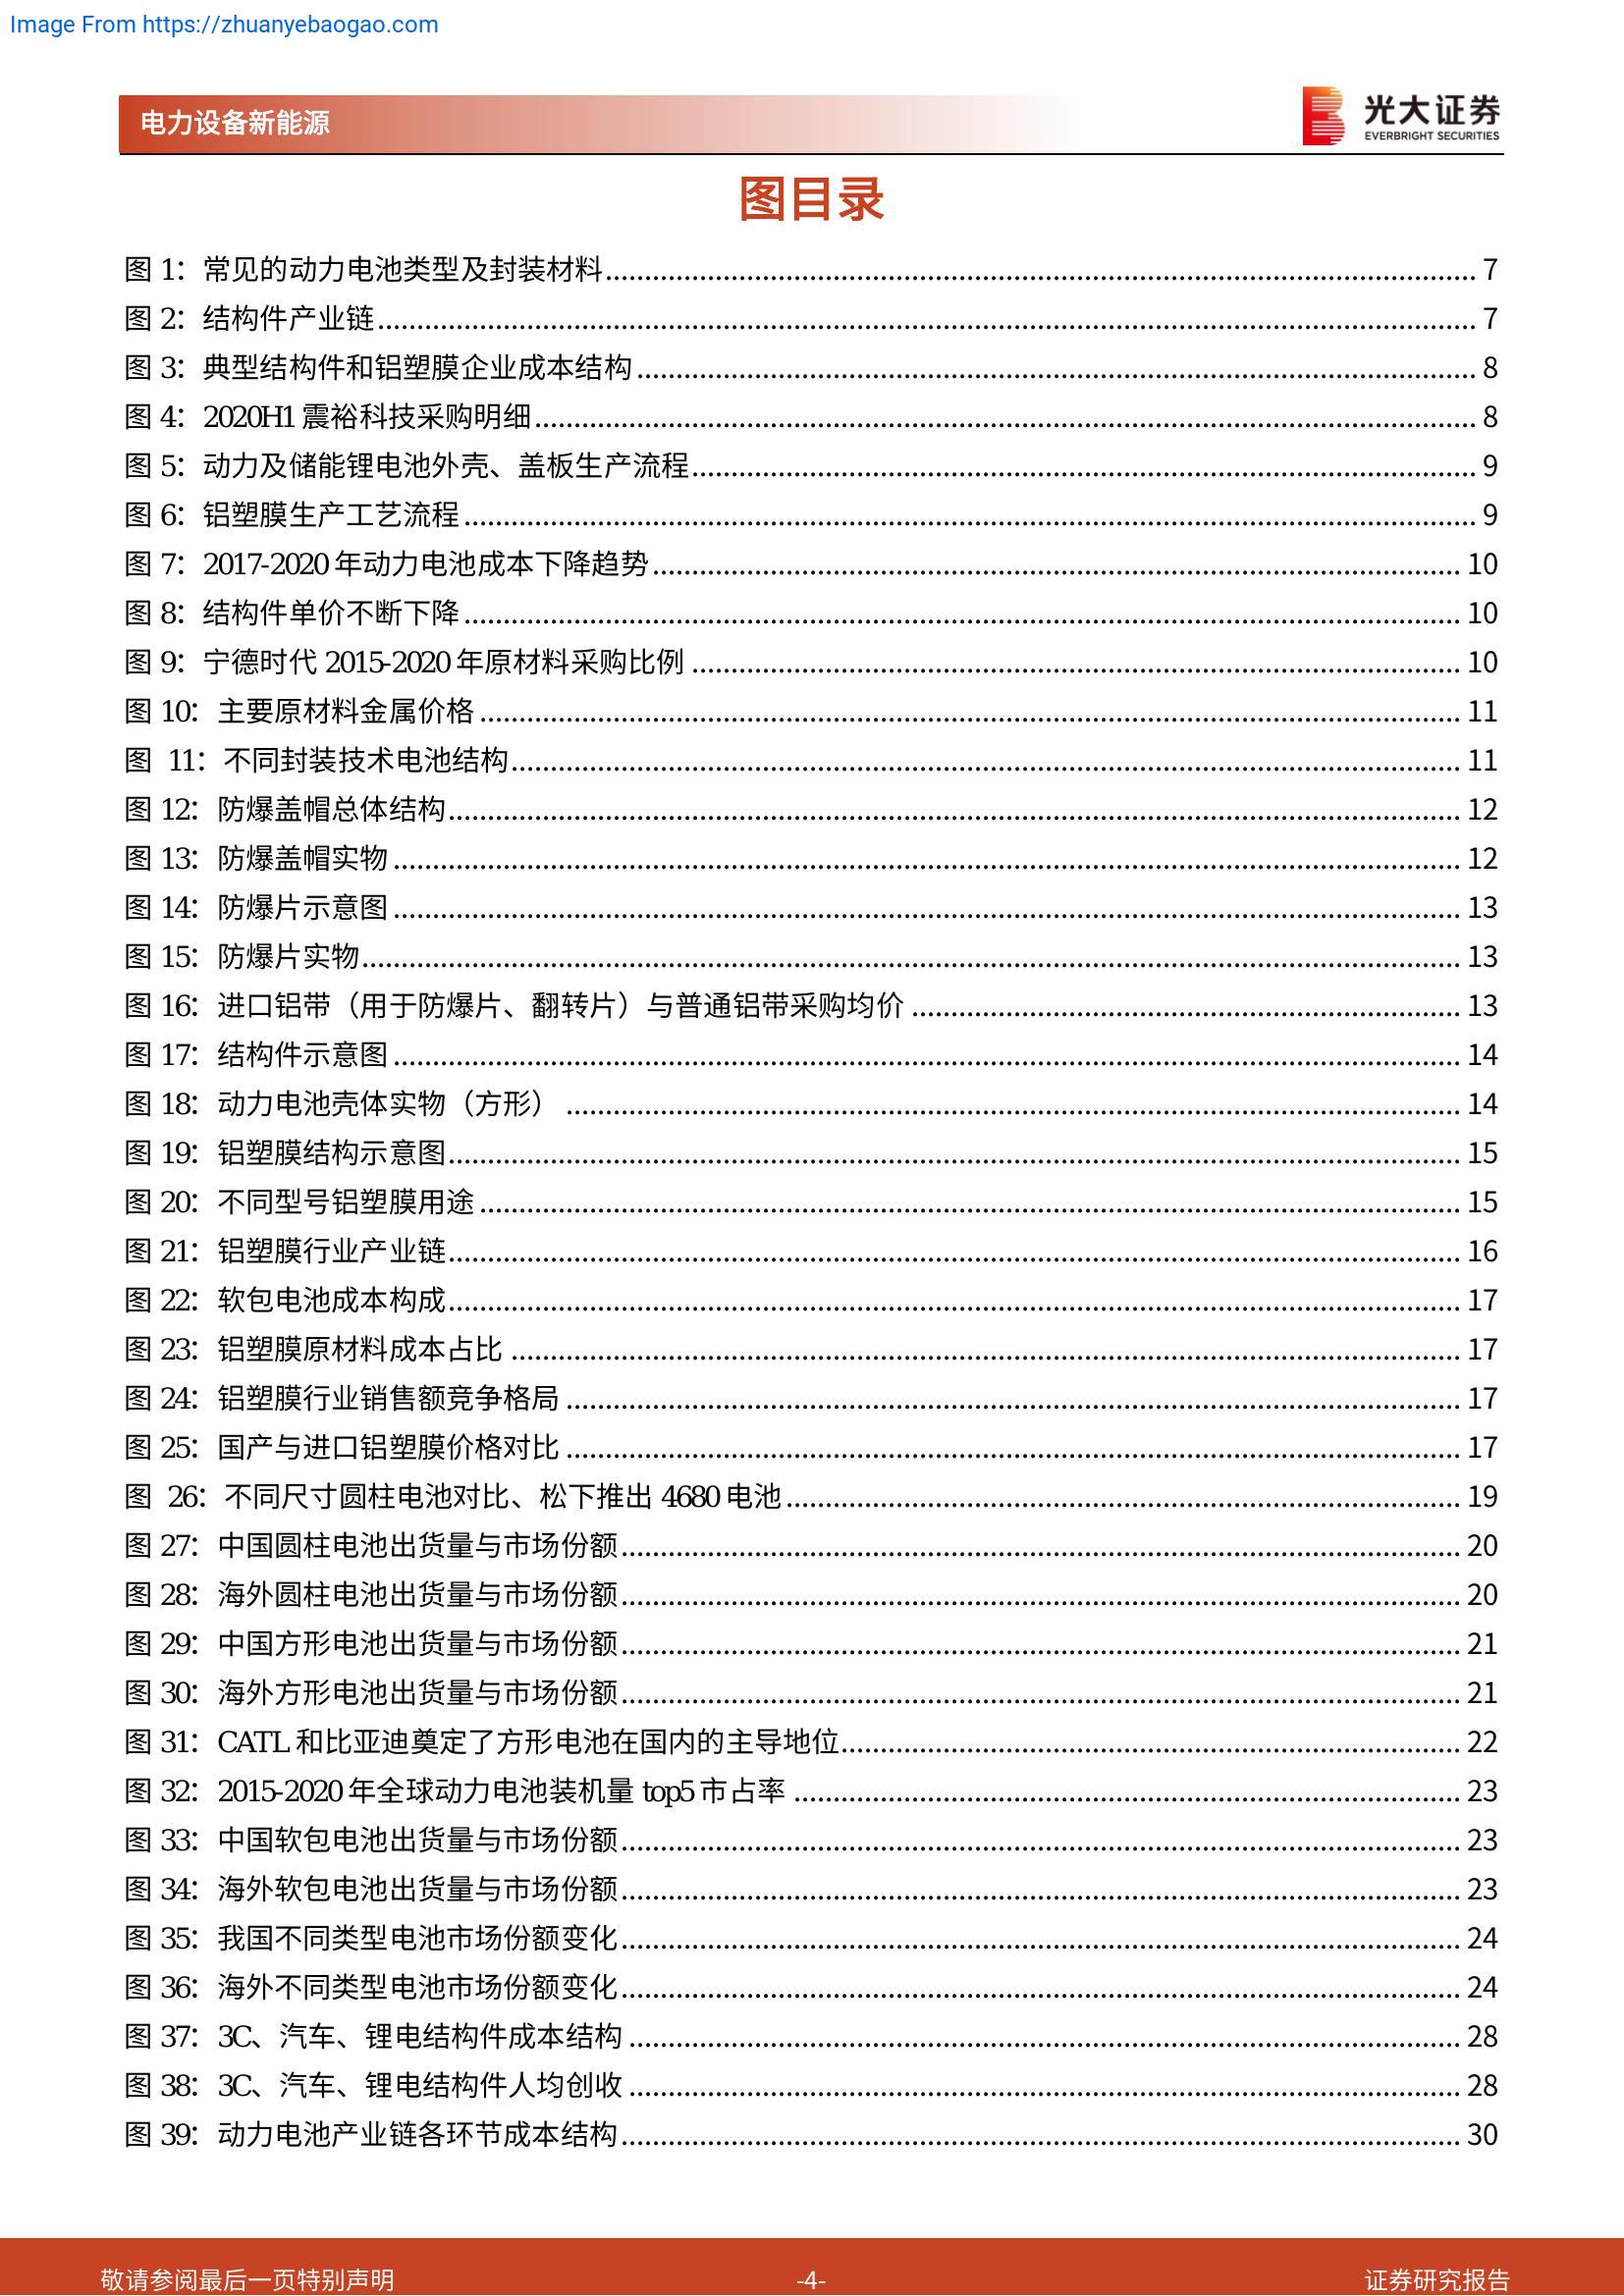 Image From https://zhuanyebaogao.com
电力设备新能源
光大证券
EVERBRIGHT SECURITIES
图目录
图 1：常见的动力电池类型及封装材料 7
图 2：结构件产业链 7
图 3：典型结构件和铝塑膜企业成本结构 8
图 4：2020H1 震裕科技采购明细 8
图 5：动力及储能锂电池外壳、盖板生产流程 9
图 6：铝塑膜生产工艺流程 9
图 7：2017-2020 年动力电池成本下降趋势 10
图 8：结构件单价不断下降 10
图 9：宁德时代 2015-2020 年原材料采购比例 10
图 10：主要原材料金属价格 11
图 11：不同封装技术电池结构 11
图 12：防爆盖帽总体结构 12
图 13：防爆盖帽实物 12
图 14：防爆片示意图 13
图 15：防爆片实物 13
图 16：进口铝带（用于防爆片、翻转片）与普通铝带采购均价 13
图 17：结构件示意图 14
图 18：动力电池壳体实物（方形） 14
图 19：铝塑膜结构示意图 15
图 20：不同型号铝塑膜用途 15
图 21：铝塑膜行业产业链 16
图 22：软包电池成本构成 17
图 23：铝塑膜原材料成本占比 17
图 24：铝塑膜行业销售额竞争格局 17
图 25：国产与进口铝塑膜价格对比 17
图 26：不同尺寸圆柱电池对比、松下推出 4680 电池 19
图 27：中国圆柱电池出货量与市场份额 20
图 28：海外圆柱电池出货量与市场份额 20
图 29：中国方形电池出货量与市场份额 21
图 30：海外方形电池出货量与市场份额 21
图 31：CATL 和比亚迪奠定了方形电池在国内的主导地位 22
图 32：2015-2020 年全球动力电池装机量 top5 市占率 23
图 33：中国软包电池出货量与市场份额 23
图 34：海外软包电池出货量与市场份额 23
图 35：我国不同类型电池市场份额变化 24
图 36：海外不同类型电池市场份额变化 24
图 37：3C、汽车、锂电结构件成本结构 28
图 38：3C、汽车、锂电结构件人均创收 28
图 39：动力电池产业链各环节成本结构 30
敬请参阅最后一页特别声明 -4- 证券研究报告